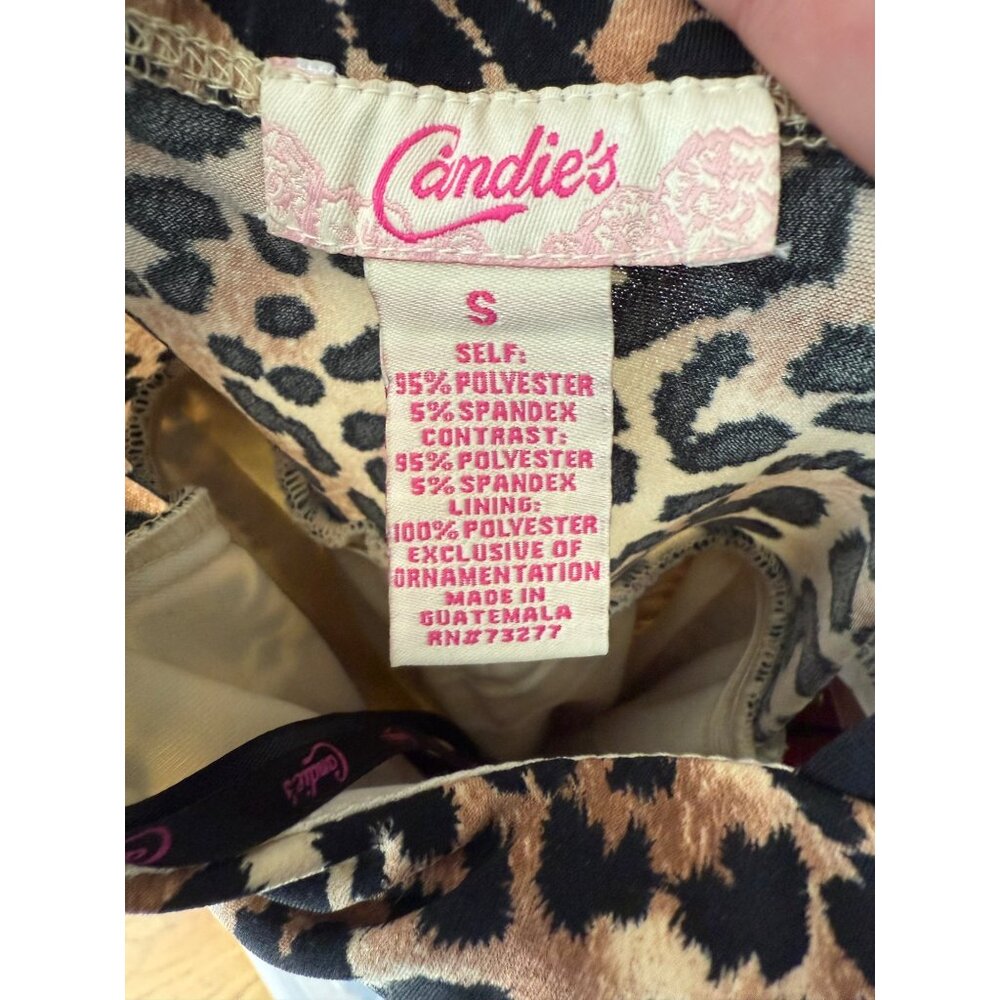 Candie's
S
SELF:
95% POLYESTER
5% SPANDEX
CONTRAST:
95% POLYESTER
5% SPANDEX
LINING:
100% POLYESTER
EXCLUSIVE OF
ORNAMENTATION
MADE IN
GUATEMALA
RN#73277
Candie's